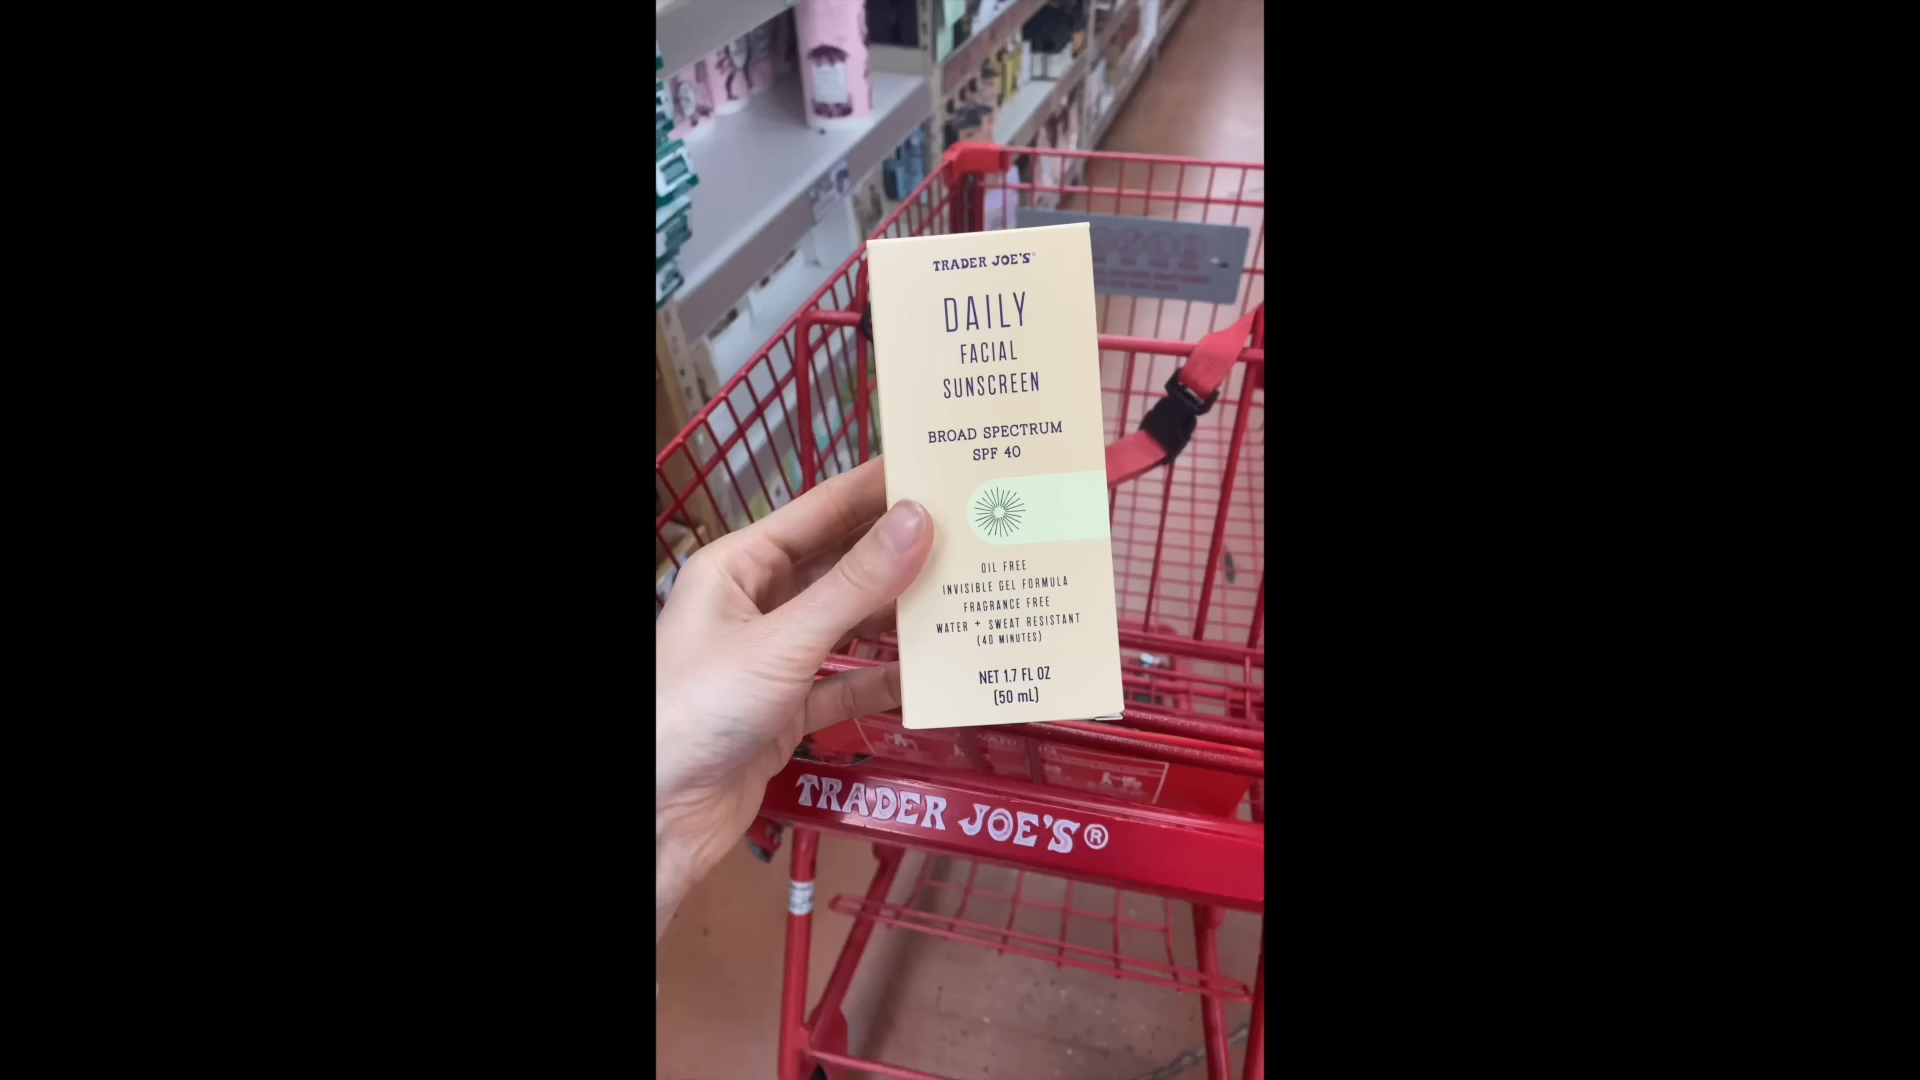 TRADER JOE'S
DAILY
FACIAL
SUNSCREEN
BROAD SPECTRUM
SPF 40
OIL FREE
INVISIBLE GEL FORMULA
FRAGRANCE FREE
WATER + SWEAT RESISTANT
(40 MINUTES)
NET 1.7 FL OZ
(50 mL)
TRADER JOE'S®